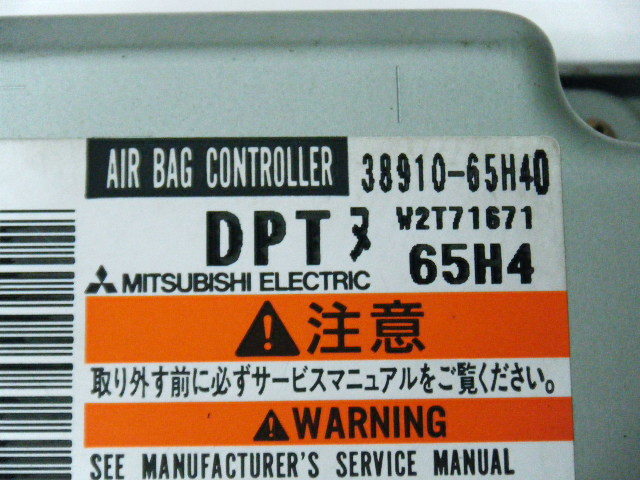 AIR BAG CONTROLLER 38910-65H40
DPT ヌ W2T71671
MITSUBISHI ELECTRIC 65H4
注意
取り外す前に必ずサービスマニュアルをご覧ください。
WARNING
SEE MANUFACTURER'S SERVICE MANUAL